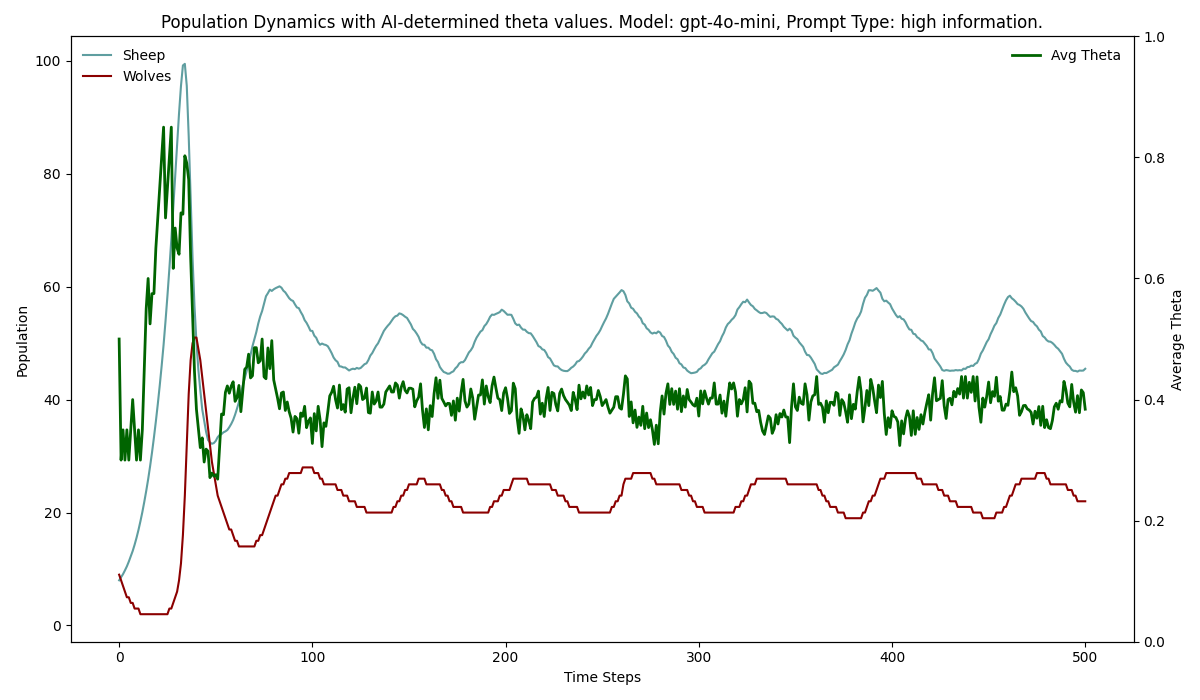 Population Dynamics with AI-determined theta values. Model: gpt-4o-mini, Prompt Type: high information.
Sheep
Wolves
Avg Theta
Population
100
80
60
40
20
0
1.0
0.8
0.6
0.4
0.2
0.0
Average Theta
0 100 200 300 400 500
Time Steps